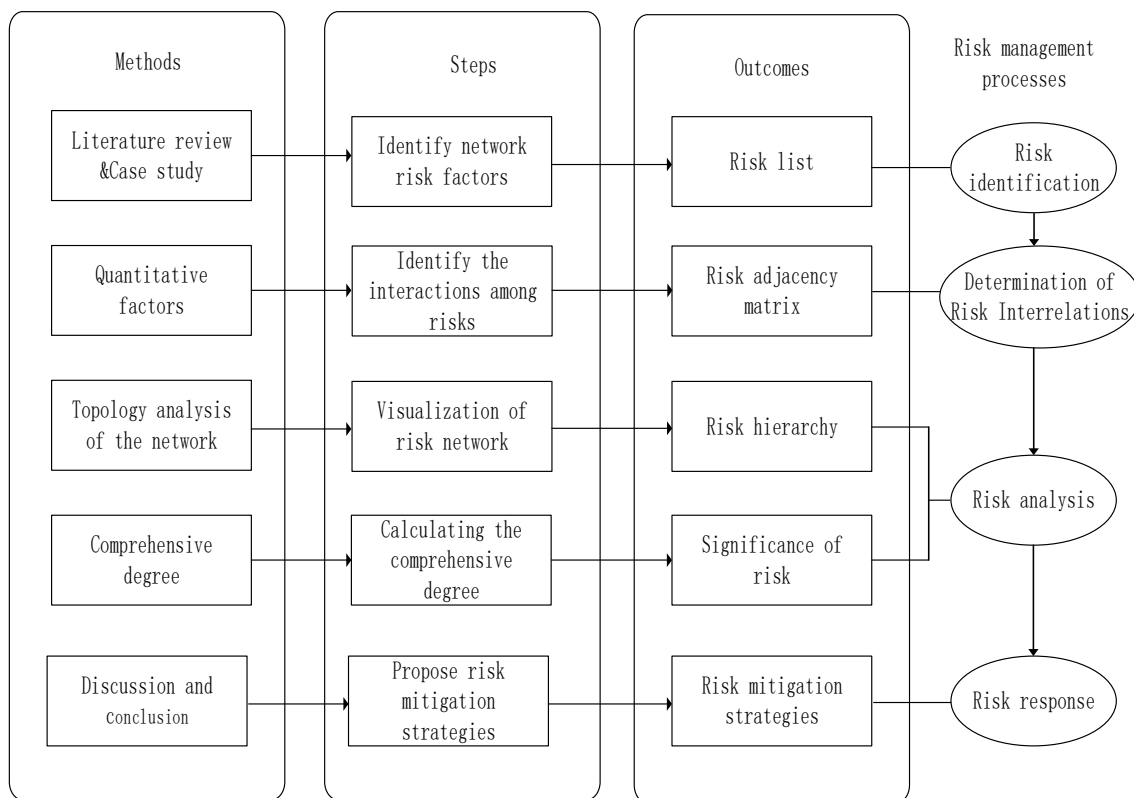 Methods
Steps
Outcomes
Risk management
processes
Literature review
&Case study
Identify network
risk factors
Risk list
Risk
identification
Quantitative
factors
Identify the
interactions among
risks
Risk adjacency
matrix
Determination of
Risk Interrelations
Topology analysis
of the network
Visualization of
risk network
Risk hierarchy
Risk analysis
Comprehensive
degree
Calculating the
comprehensive
degree
Significance of
risk
Discussion and
conclusion
Propose risk
mitigation
strategies
Risk mitigation
strategies
Risk response